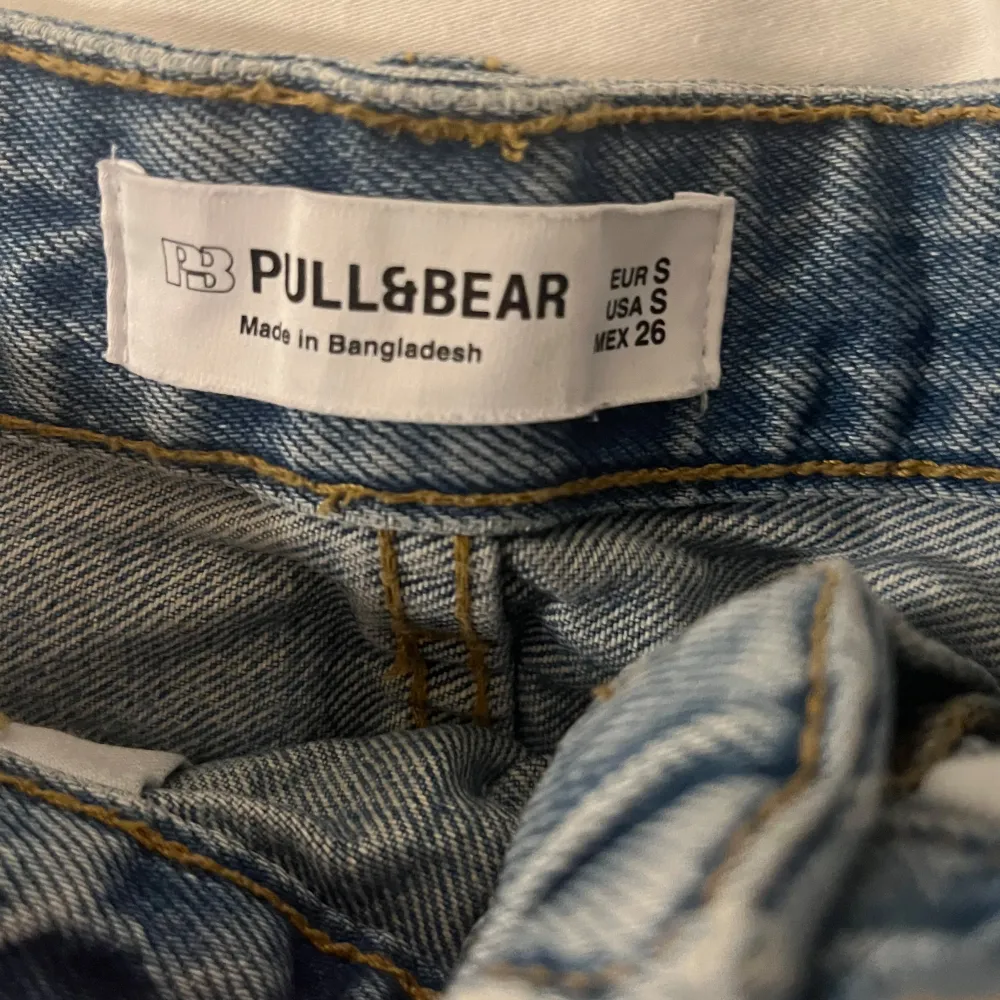 PB PULL&BEAR
Made in Bangladesh
EUR S
USA S
MEX 26